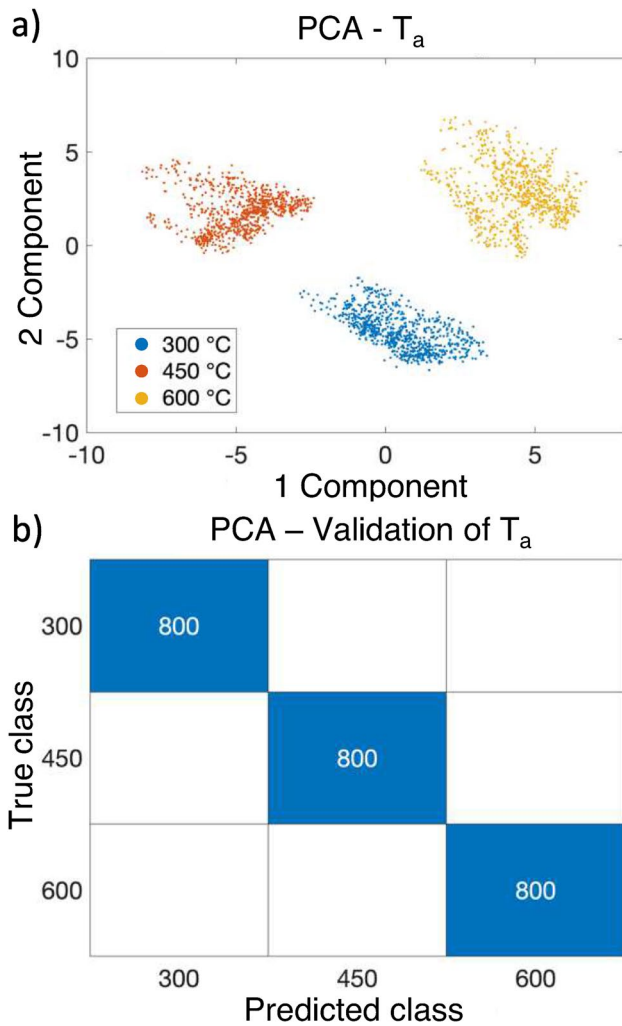 a)
PCA - Ta
10
5
0
-5
-10
2 Component
300 °C
450 °C
600 °C
-10
-5
0
5
1 Component
b)
PCA – Validation of Ta
True class
300
800
450
800
600
800
300
450
600
Predicted class